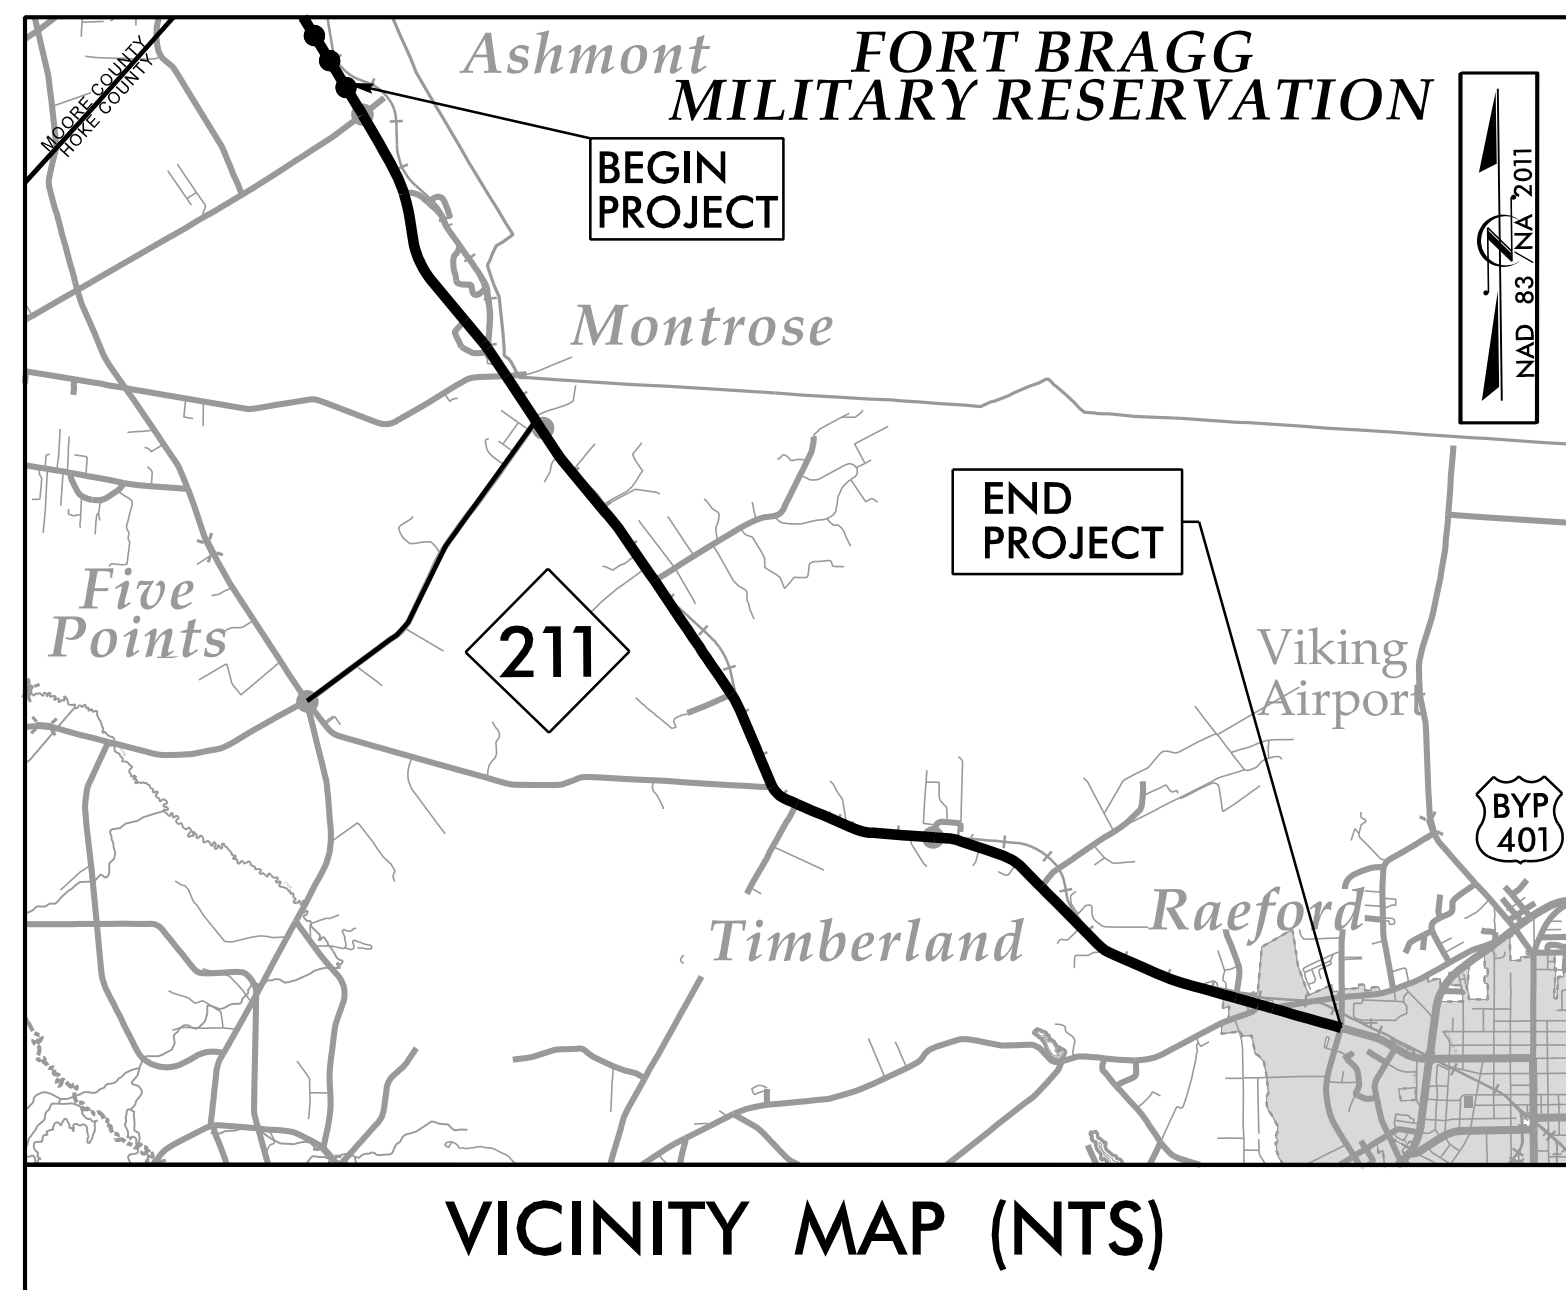 MOORE COUNTY
HOKE COUNTY
Ashmont
FORT BRAGG
MILITARY RESERVATION
BEGIN
PROJECT
NAD 83 /NA 2011
Montrose
END
PROJECT
Five
Points
211
Viking
Airport
BYP
401
Raeford
Timberland
VICINITY MAP (NTS)